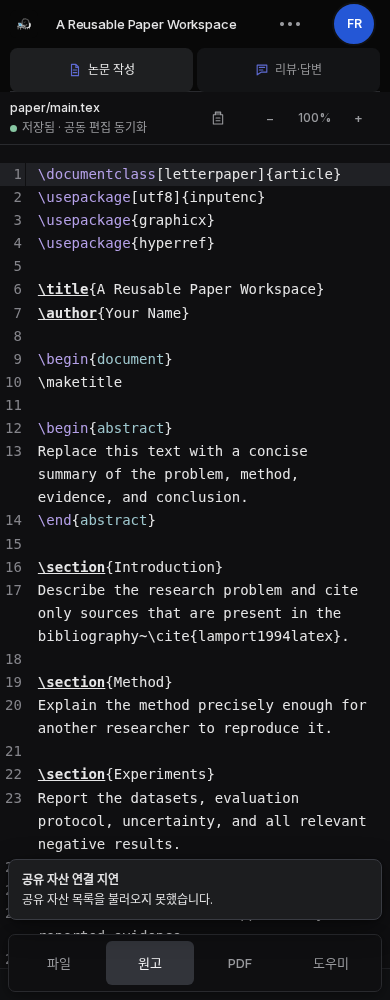 A Reusable Paper Workspace
FR
논문 작성
리뷰·답변
paper/main.tex
저장됨 · 공동 편집 동기화
– 100% +
1 \documentclass[letterpaper]{article}
2 \usepackage[utf8]{inputenc}
3 \usepackage{graphicx}
4 \usepackage{hyperref}
5
6 \title{A Reusable Paper Workspace}
7 \author{Your Name}
8
9 \begin{document}
10 \maketitle
11
12 \begin{abstract}
13 Replace this text with a concise
summary of the problem, method,
evidence, and conclusion.
14 \end{abstract}
15
16 \section{Introduction}
17 Describe the research problem and cite
only sources that are present in the
bibliography~\cite{lamport1994latex}.
18
19 \section{Method}
20 Explain the method precisely enough for
another researcher to reproduce it.
21
22 \section{Experiments}
23 Report the datasets, evaluation
protocol, uncertainty, and all relevant
negative results.
공유 자산 연결 지연
공유 자산 목록을 불러오지 못했습니다.
파일
원고
PDF
도우미